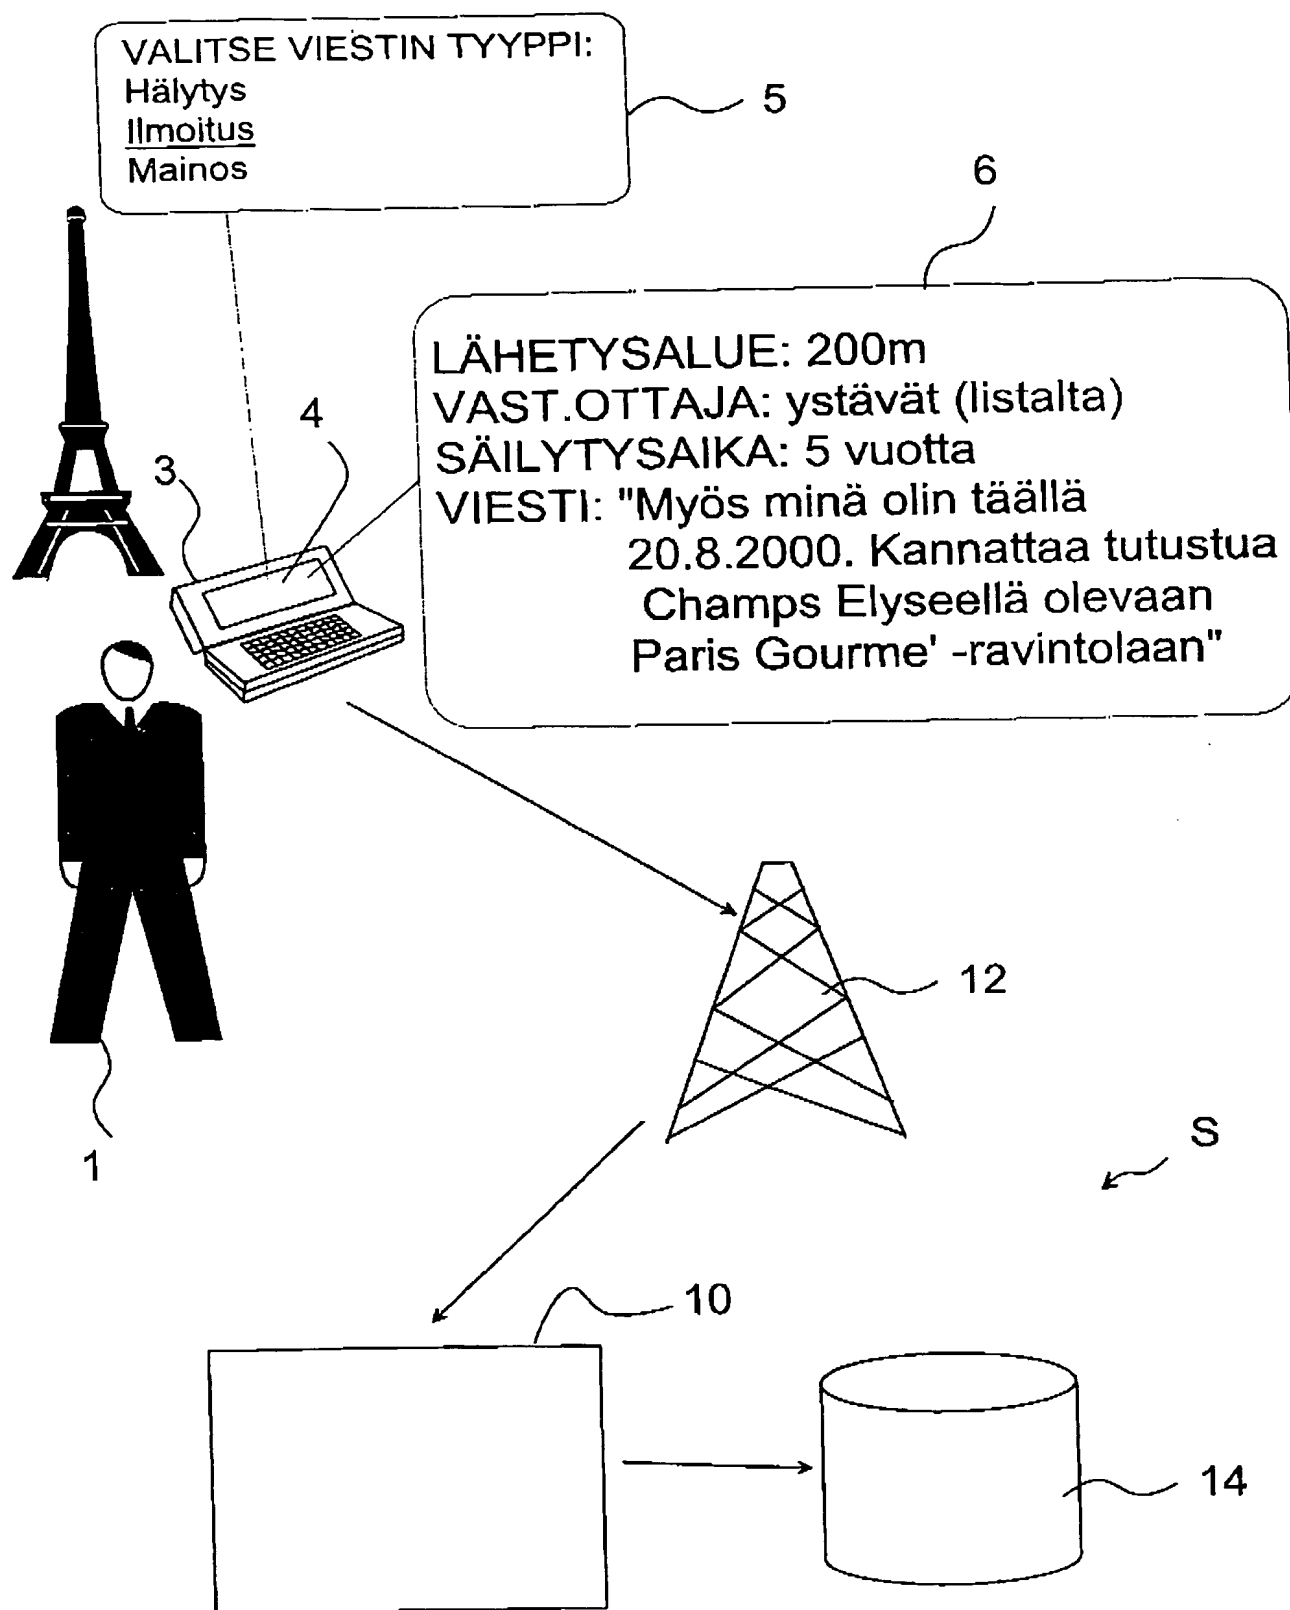 VALITSE VIESTIN TYYPPI:
Hälytys
Ilmoitus
Mainos
5
6
LÄHETYSALUE: 200m
VAST.OTTAJA: ystävät (listalta)
SÄILYTYSAIKA: 5 vuotta
VIESTI: "Myös minä olin täällä
20.8.2000. Kannattaa tutustua
Champs Elyseellä olevaan
Paris Gourme' -ravintolaan"
4
3
12
1
S
10
14